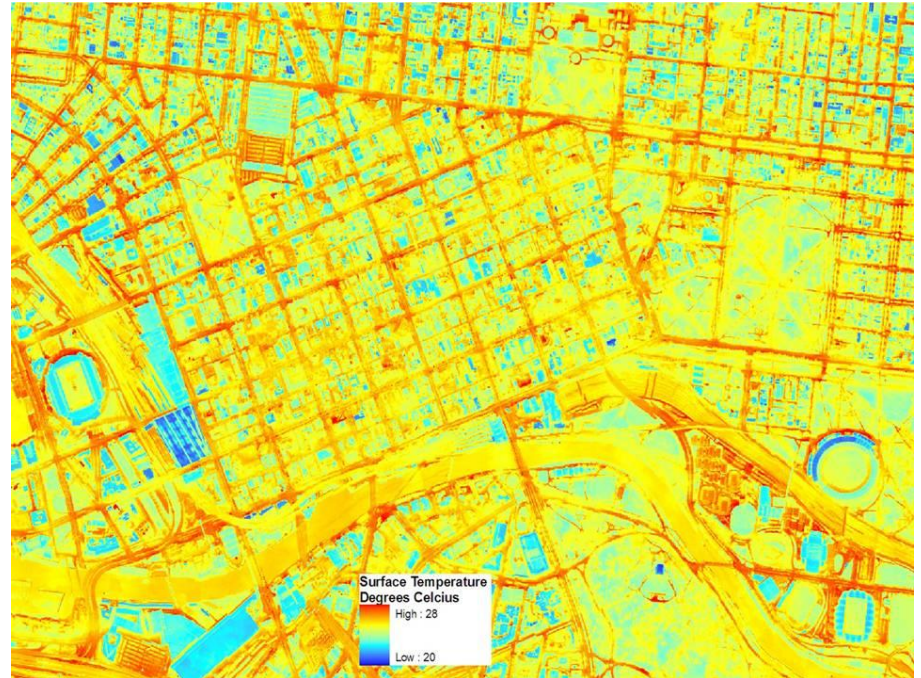 Surface Temperature
Degrees Celcius
High : 28
Low : 20